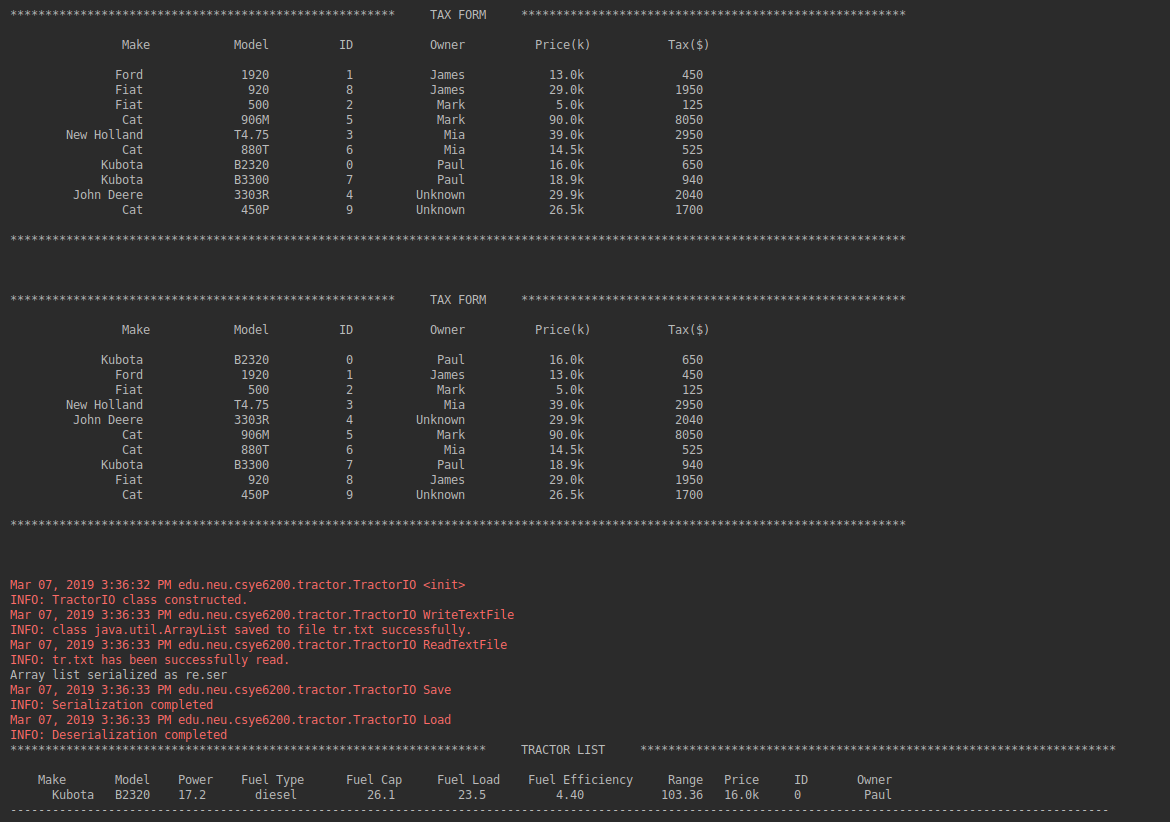 *******************************************************     TAX FORM     *******************************************************
Make Model ID Owner Price(k) Tax($)
Ford 1920 1 James 13.0k 450
Fiat 920 8 James 29.0k 1950
Fiat 500 2 Mark 5.0k 125
Cat 906M 5 Mark 90.0k 8050
New Holland T4.75 3 Mia 39.0k 2950
Cat 880T 6 Mia 14.5k 525
Kubota B2320 0 Paul 16.0k 650
Kubota B3300 7 Paul 18.9k 940
John Deere 3303R 4 Unknown 29.9k 2040
Cat 450P 9 Unknown 26.5k 1700
********************************************************************************************************************************
*******************************************************     TAX FORM     *******************************************************
Make Model ID Owner Price(k) Tax($)
Kubota B2320 0 Paul 16.0k 650
Ford 1920 1 James 13.0k 450
Fiat 500 2 Mark 5.0k 125
New Holland T4.75 3 Mia 39.0k 2950
John Deere 3303R 4 Unknown 29.9k 2040
Cat 906M 5 Mark 90.0k 8050
Cat 880T 6 Mia 14.5k 525
Kubota B3300 7 Paul 18.9k 940
Fiat 920 8 James 29.0k 1950
Cat 450P 9 Unknown 26.5k 1700
********************************************************************************************************************************
Mar 07, 2019 3:36:32 PM edu.neu.csye6200.tractor.TractorIO <init>
INFO: TractorIO class constructed.
Mar 07, 2019 3:36:33 PM edu.neu.csye6200.tractor.TractorIO WriteTextFile
INFO: class java.util.ArrayList saved to file tr.txt successfully.
Mar 07, 2019 3:36:33 PM edu.neu.csye6200.tractor.TractorIO ReadTextFile
INFO: tr.txt has been successfully read.
Array list serialized as re.ser
Mar 07, 2019 3:36:33 PM edu.neu.csye6200.tractor.TractorIO Save
INFO: Serialization completed
Mar 07, 2019 3:36:33 PM edu.neu.csye6200.tractor.TractorIO Load
INFO: Deserialization completed
********************************************************************     TRACTOR LIST     ********************************************************************
Make Model Power Fuel Type Fuel Cap Fuel Load Fuel Efficiency Range Price ID Owner
Kubota B2320 17.2 diesel 26.1 23.5 4.40 103.36 16.0k 0 Paul
-------------------------------------------------------------------------------------------------------------------------------------------------------------